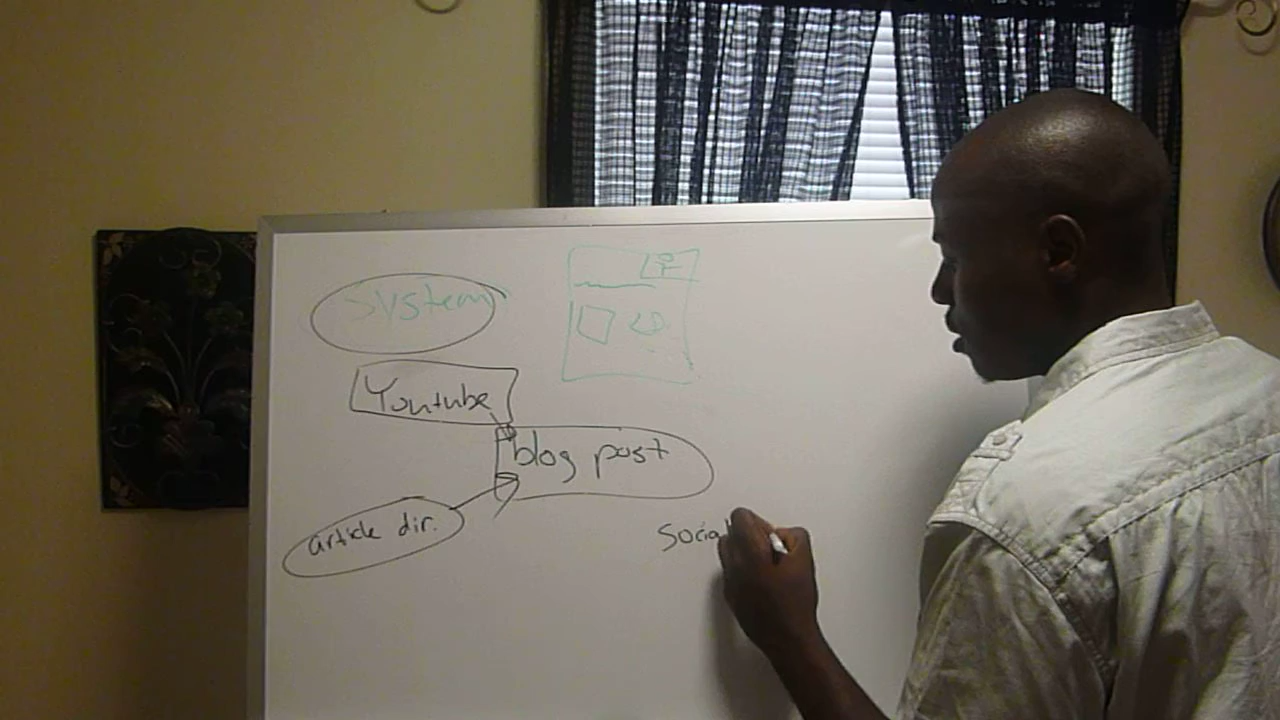 System
Youtube
blog post
article dir.
Social